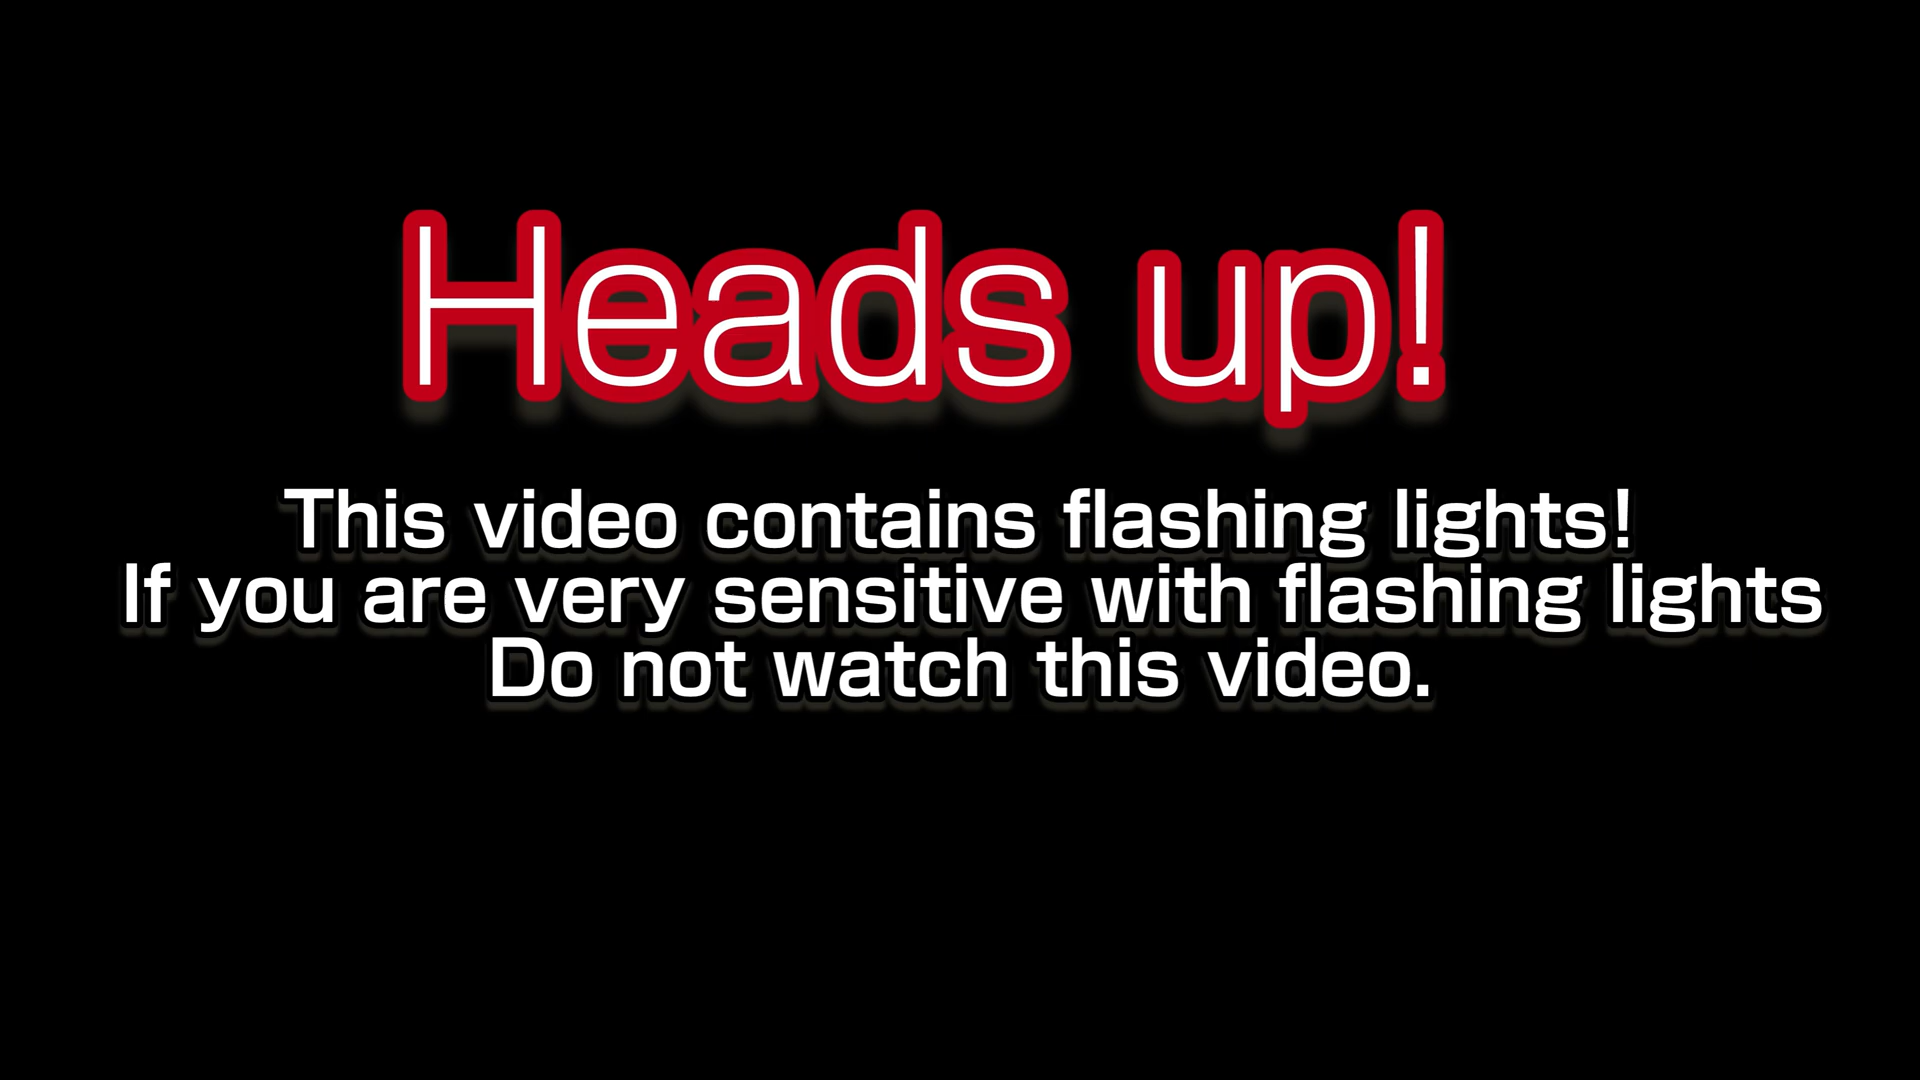 Heads up!
This video contains flashing lights!
If you are very sensitive with flashing lights
Do not watch this video.